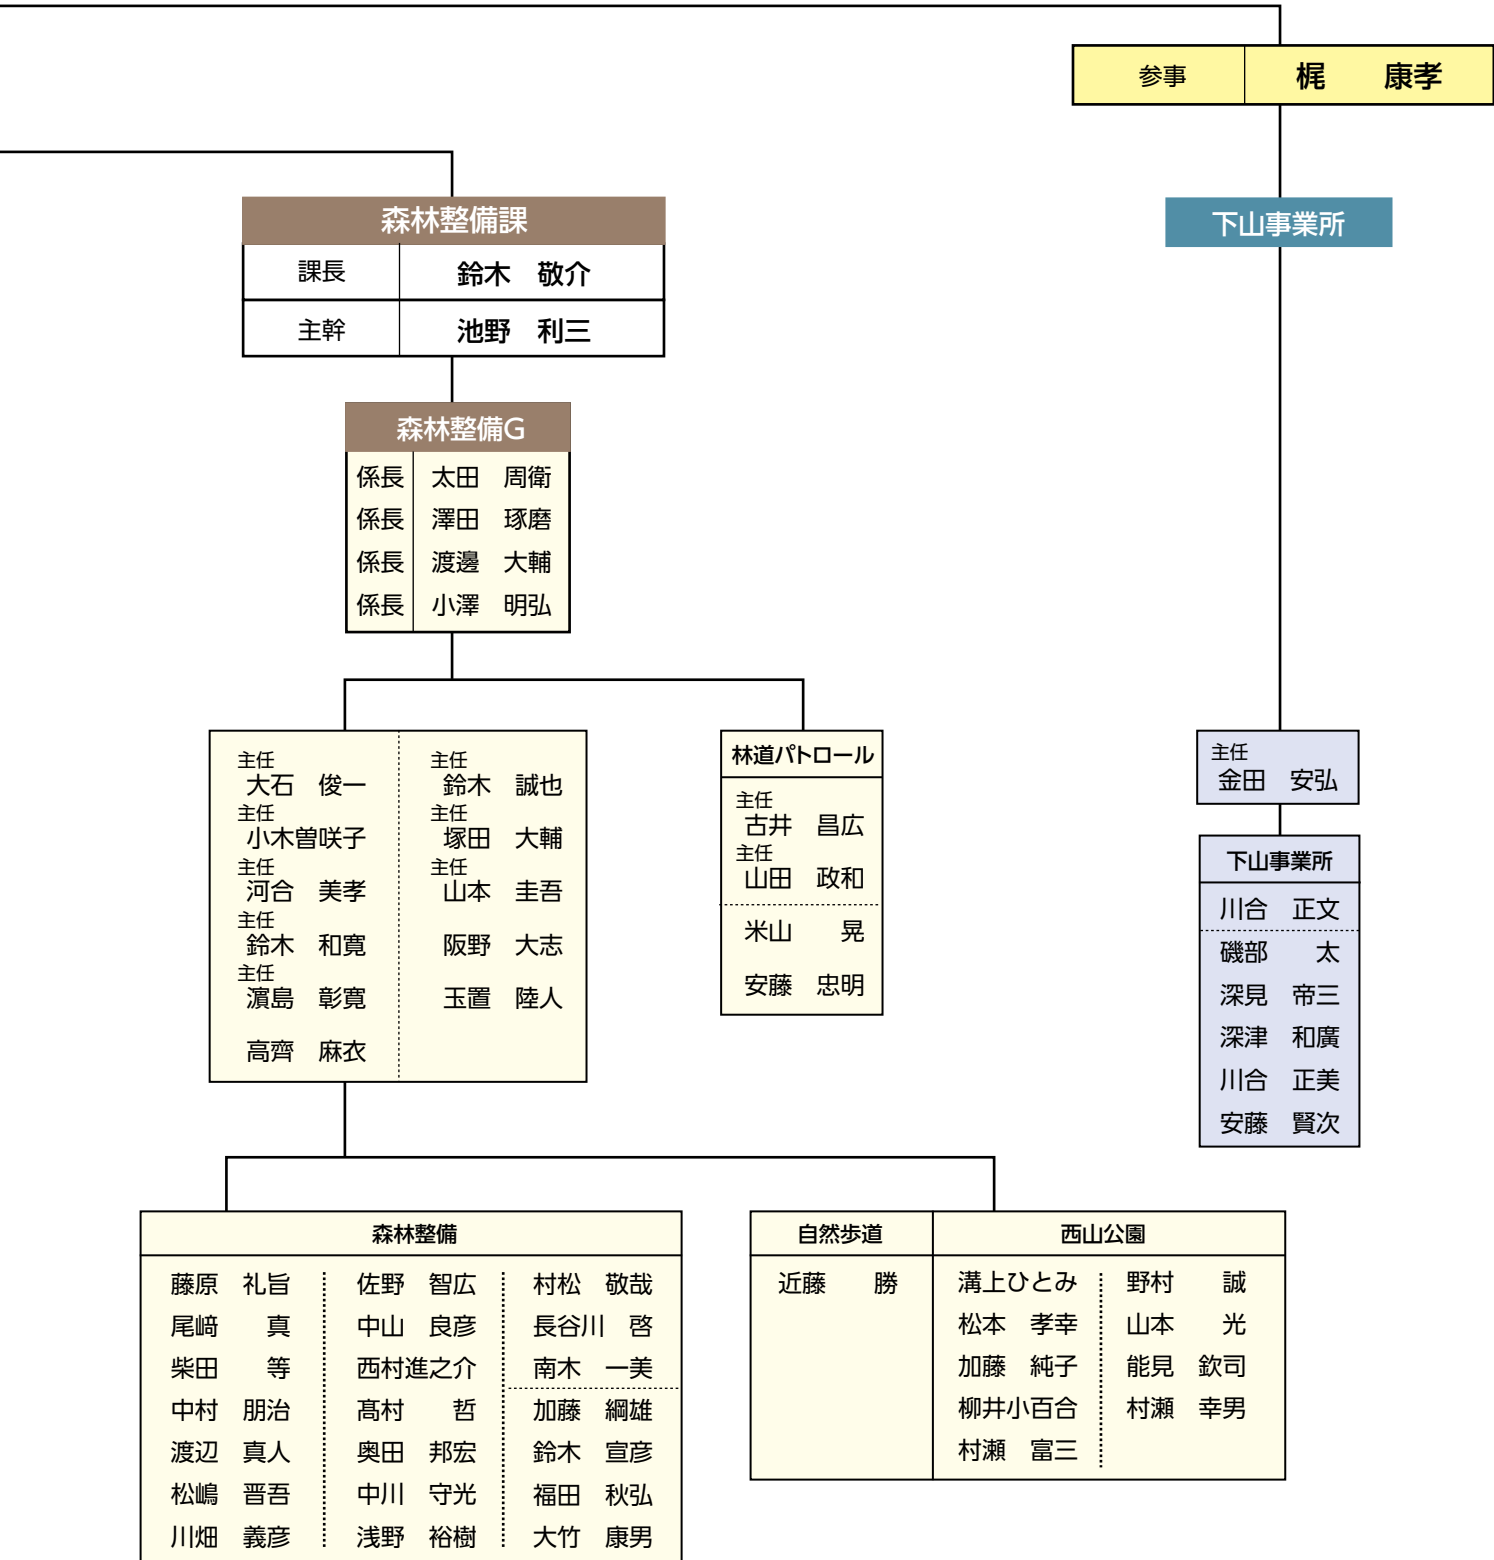 参事 梶 康孝
森林整備課
課長 鈴木 敬介
主幹 池野 利三
森林整備G
係長 太田 周衛
係長 澤田 琢磨
係長 渡邊 大輔
係長 小澤 明弘
主任
大石 俊一
主任
小木曽咲子
主任
河合 美孝
主任
鈴木 和寛
主任
濵島 彰寛
高齊 麻衣
主任
鈴木 誠也
主任
塚田 大輔
主任
山本 圭吾
阪野 大志
玉置 陸人
林道パトロール
主任
古井 昌広
主任
山田 政和
米山 晃
安藤 忠明
森林整備
藤原 礼旨
尾﨑 真
柴田 等
中村 朋治
渡辺 真人
松嶋 晋吾
川畑 義彦
佐野 智広
中山 良彦
西村進之介
髙村 哲
奥田 邦宏
中川 守光
浅野 裕樹
村松 敬哉
長谷川 啓
南木 一美
加藤 綱雄
鈴木 宣彦
福田 秋弘
大竹 康男
自然歩道
近藤 勝
西山公園
溝上ひとみ
松本 孝幸
加藤 純子
柳井小百合
村瀬 富三
野村 誠
山本 光
能見 欽司
村瀬 幸男
下山事業所
主任
金田 安弘
下山事業所
川合 正文
磯部 太
深見 帝三
深津 和廣
川合 正美
安藤 賢次